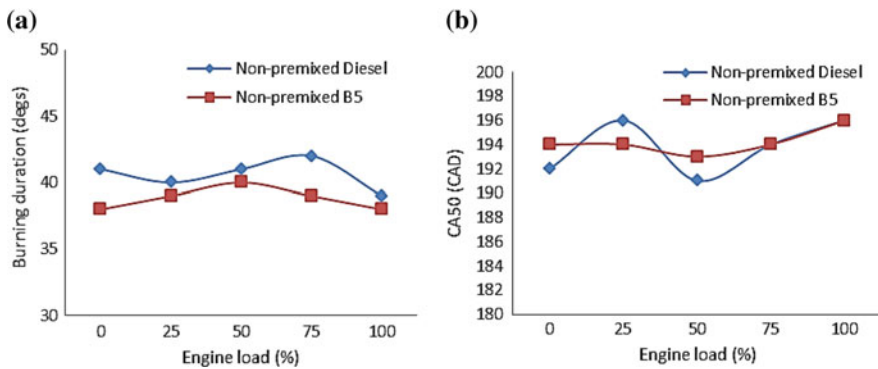 (a)
50
45
40
35
30
Burning duration (degs)
Non-premixed Diesel
Non-premixed B5
0 25 50 75 100
Engine load (%)
(b)
200
198
196
194
192
190
188
186
184
182
180
CA50 (CAD)
Non-premixed Diesel
Non-premixed B5
0 25 50 75 100
Engine load (%)